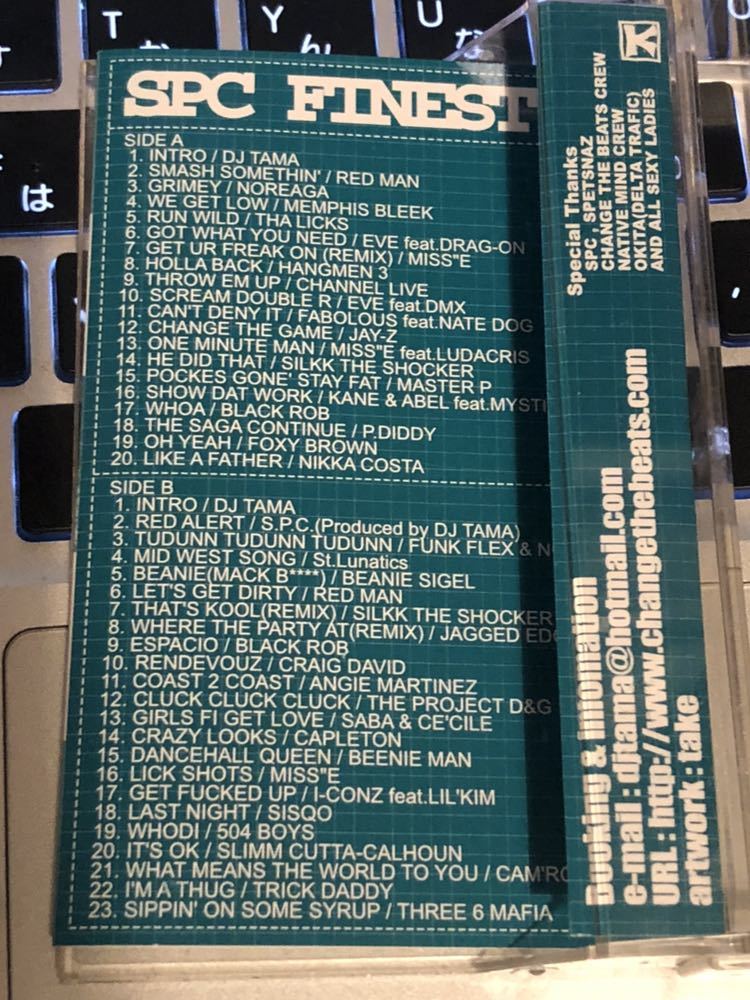 T
か
Y
ん
U
な
は
SPC FINEST
SIDE A
1. INTRO / DJ TAMA
2. SMASH SOMETHIN' / RED MAN
3. GRIMEY / NOREAGA
4. WE GET LOW / MEMPHIS BLEEK
5. RUN WILD / THA LICKS
6. GOT WHAT YOU NEED / EVE feat.DRAG-ON
7. GET UR FREAK ON (REMIX) / MISS"E
8. HOLLA BACK / HANGMEN 3
9. THROW EM UP / CHANNEL LIVE
10. SCREAM DOUBLE R / EVE feat.DMX
11. CAN'T DENY IT / FABOLOUS feat.NATE DOG
12. CHANGE THE GAME / JAY-Z
13. ONE MINUTE MAN / MISS"E feat.LUDACRIS
14. HE DID THAT / SILKK THE SHOCKER
15. POCKES GONE' STAY FAT / MASTER P
16. SHOW DAT WORK / KANE & ABEL feat.MYSTI
17. WHOA / BLACK ROB
18. THE SAGA CONTINUE / P.DIDDY
19. OH YEAH / FOXY BROWN
20. LIKE A FATHER / NIKKA COSTA
SIDE B
1. INTRO / DJ TAMA
2. RED ALERT / S.P.C.(Produced by DJ TAMA)
3. TUDUNN TUDUNN TUDUNN / FUNK FLEX & N
4. MID WEST SONG / St.Lunatics
5. BEANIE(MACK B****) / BEANIE SIGEL
6. LET'S GET DIRTY / RED MAN
7. THAT'S KOOL(REMIX) / SILKK THE SHOCKER
8. WHERE THE PARTY AT(REMIX) / JAGGED ED
9. ESPACIO / BLACK ROB
10. RENDEVOUZ / CRAIG DAVID
11. COAST 2 COAST / ANGIE MARTINEZ
12. CLUCK CLUCK CLUCK / THE PROJECT D&G
13. GIRLS FI GET LOVE / SABA & CE'CILE
14. CRAZY LOOKS / CAPLETON
15. DANCEHALL QUEEN / BEENIE MAN
16. LICK SHOTS / MISS"E
17. GET FUCKED UP / I-CONZ feat.LIL'KIM
18. LAST NIGHT / SISQO
19. WHODI / 504 BOYS
20. IT'S OK / SLIMM CUTTA-CALHOUN
21. WHAT MEANS THE WORLD TO YOU / CAM'RO
22. I'M A THUG / TRICK DADDY
23. SIPPIN' ON SOME SYRUP / THREE 6 MAFIA
K
Special Thanks
SPC , SPETSNAZ
CHANGE THE BEATS CREW
NATIVE MIND CREW
OKITA(DELTA TRAFIC)
AND ALL SEXY LADIES
Booking & Infomation
e-mail : djtama@hotmail.com
URL : http://www.changethebeats.com
artwork : take